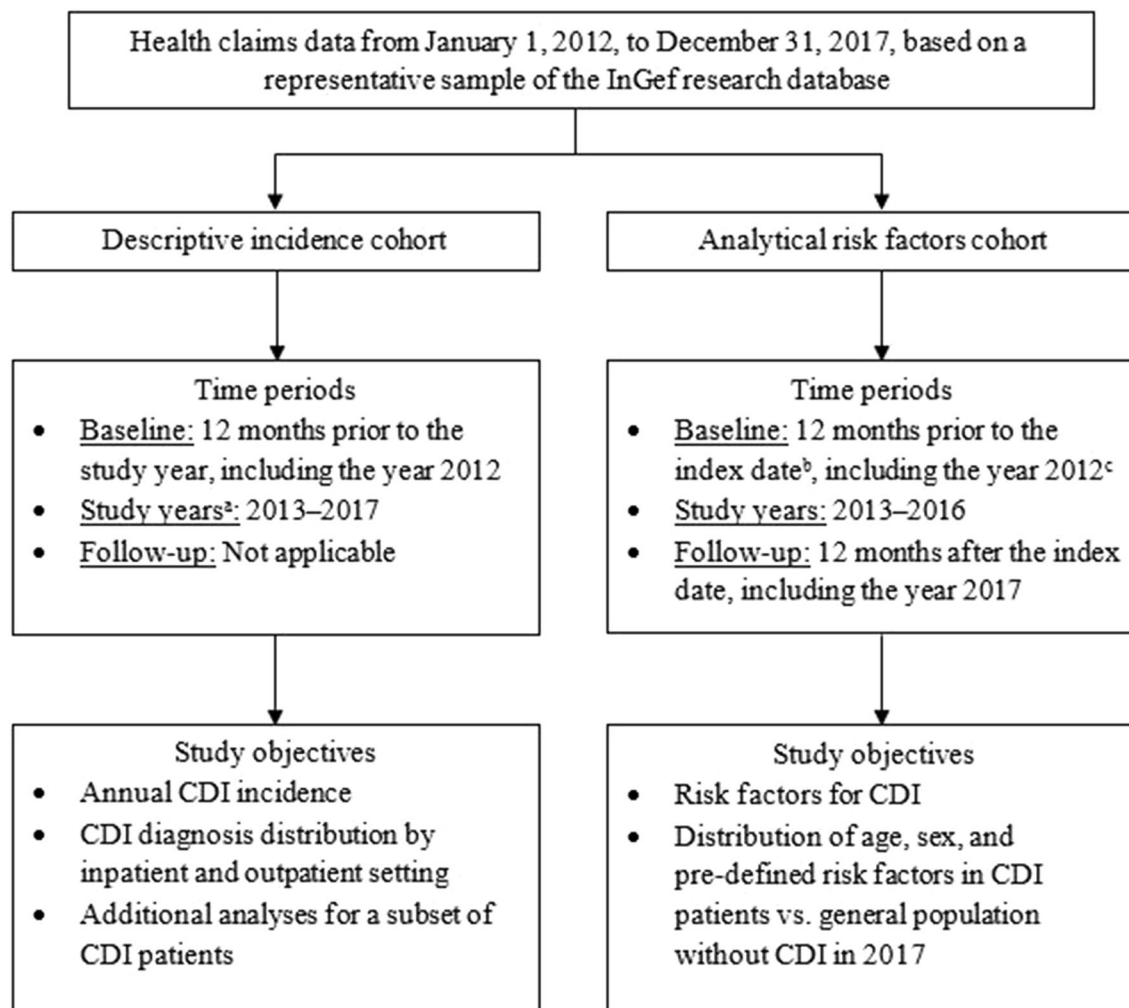 Health claims data from January 1, 2012, to December 31, 2017, based on a
representative sample of the InGef research database
Descriptive incidence cohort
Time periods
• Baseline: 12 months prior to the
study year, including the year 2012
• Study yearsᵃ: 2013–2017
• Follow-up: Not applicable
Study objectives
• Annual CDI incidence
• CDI diagnosis distribution by
inpatient and outpatient setting
• Additional analyses for a subset of
CDI patients
Analytical risk factors cohort
Time periods
• Baseline: 12 months prior to the
index dateᵇ, including the year 2012ᶜ
• Study years: 2013–2016
• Follow-up: 12 months after the index
date, including the year 2017
Study objectives
• Risk factors for CDI
• Distribution of age, sex, and
pre-defined risk factors in CDI
patients vs. general population
without CDI in 2017